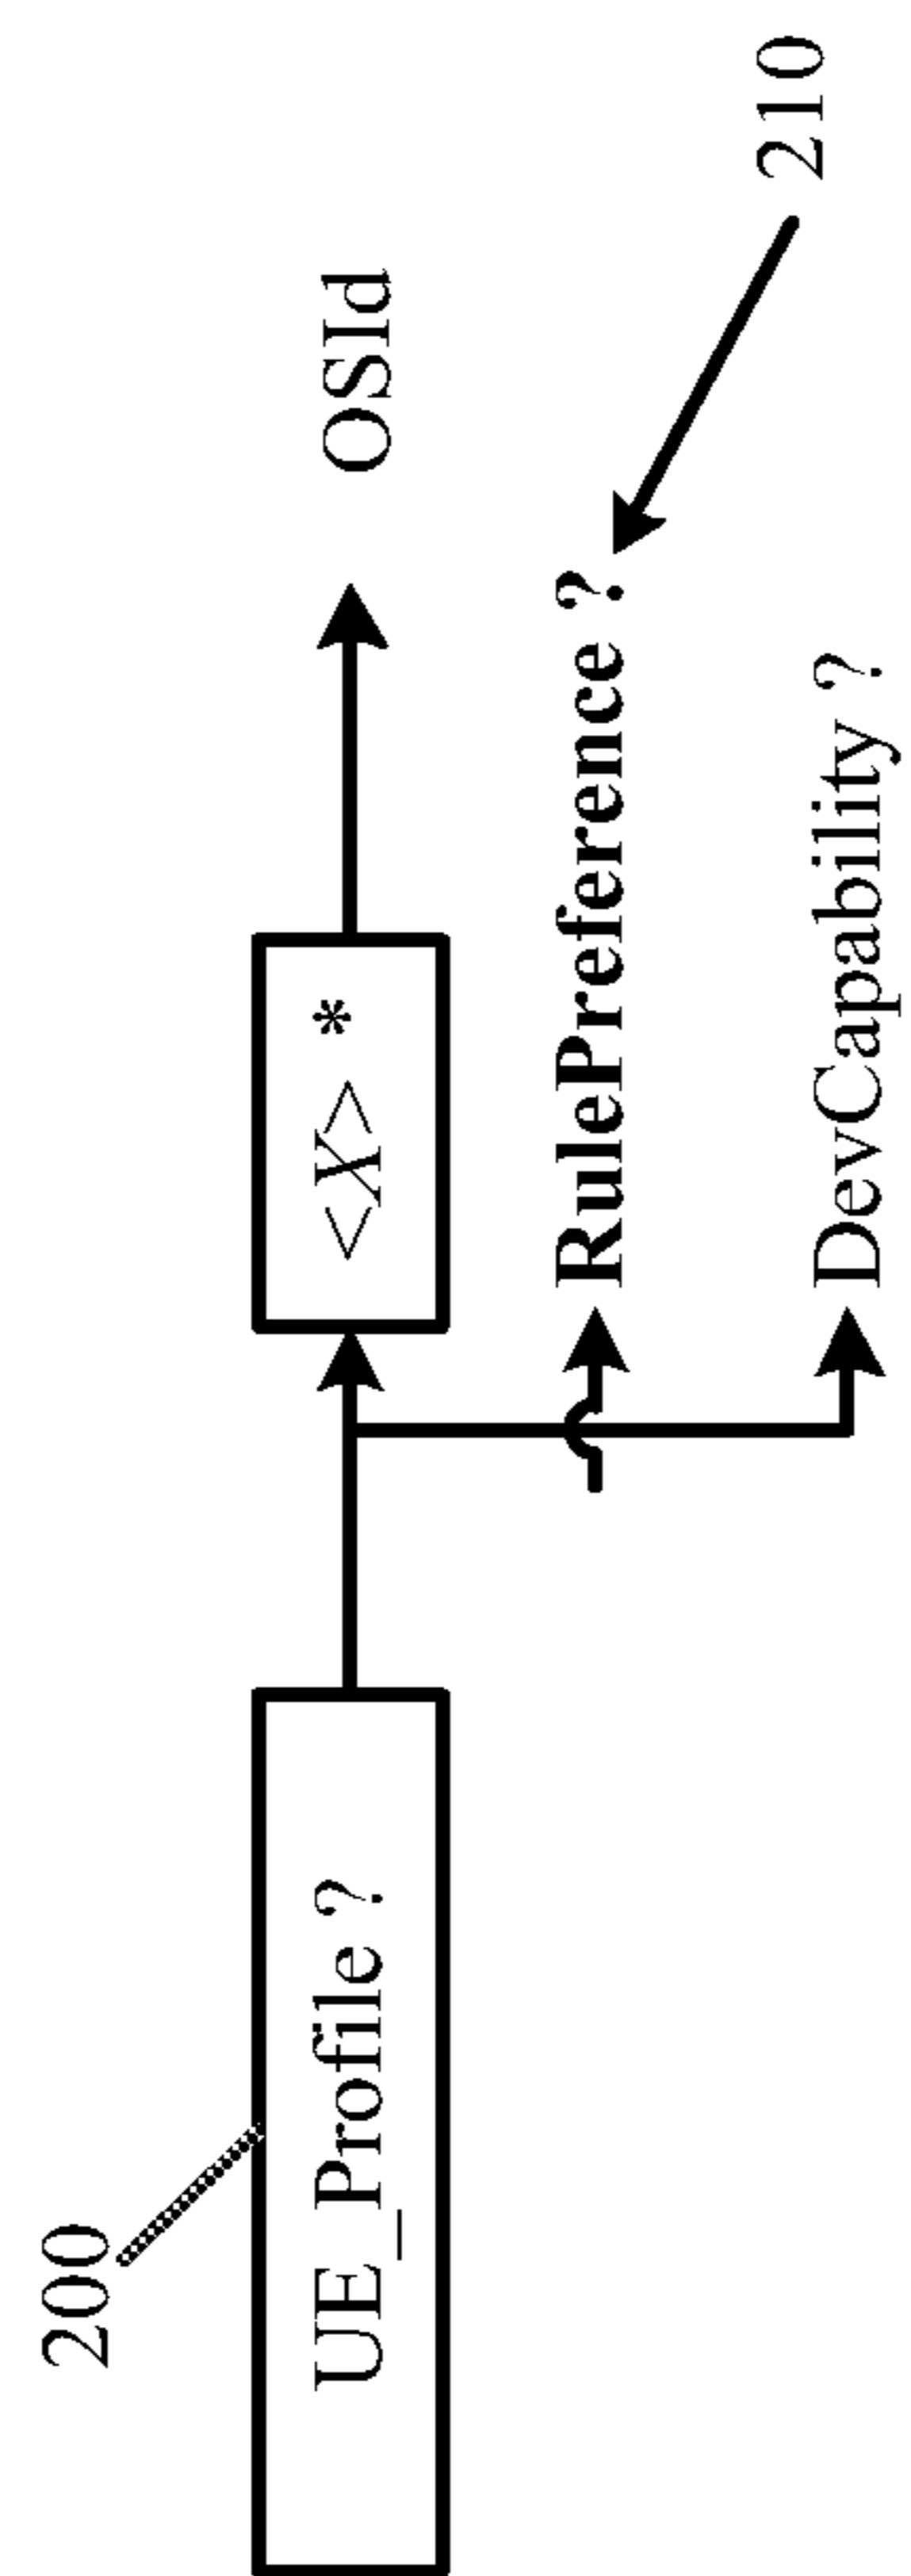 200
UE_Profile ?
<X> *
OSId
RulePreference ?
210
DevCapability ?